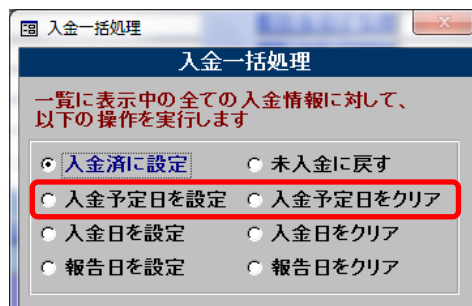 入金一括処理
入金一括処理
一覧に表示中の全ての入金情報に対して、
以下の操作を実行します
入金済に設定 未入金に戻す
入金予定日を設定 入金予定日をクリア
入金日を設定 入金日をクリア
報告日を設定 報告日をクリア